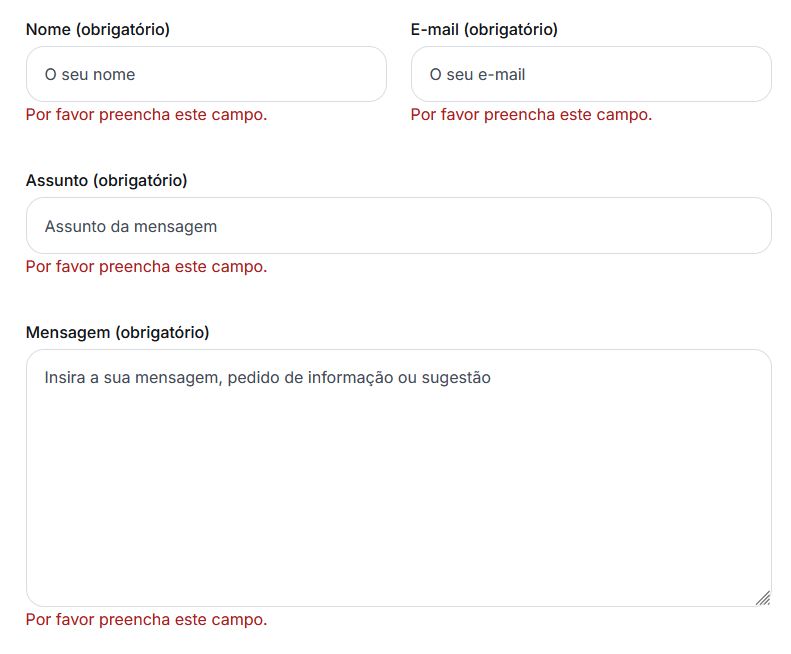 Nome (obrigatório)
E-mail (obrigatório)
O seu nome
O seu e-mail
Por favor preencha este campo.
Por favor preencha este campo.
Assunto (obrigatório)
Assunto da mensagem
Por favor preencha este campo.
Mensagem (obrigatório)
Insira a sua mensagem, pedido de informação ou sugestão
Por favor preencha este campo.